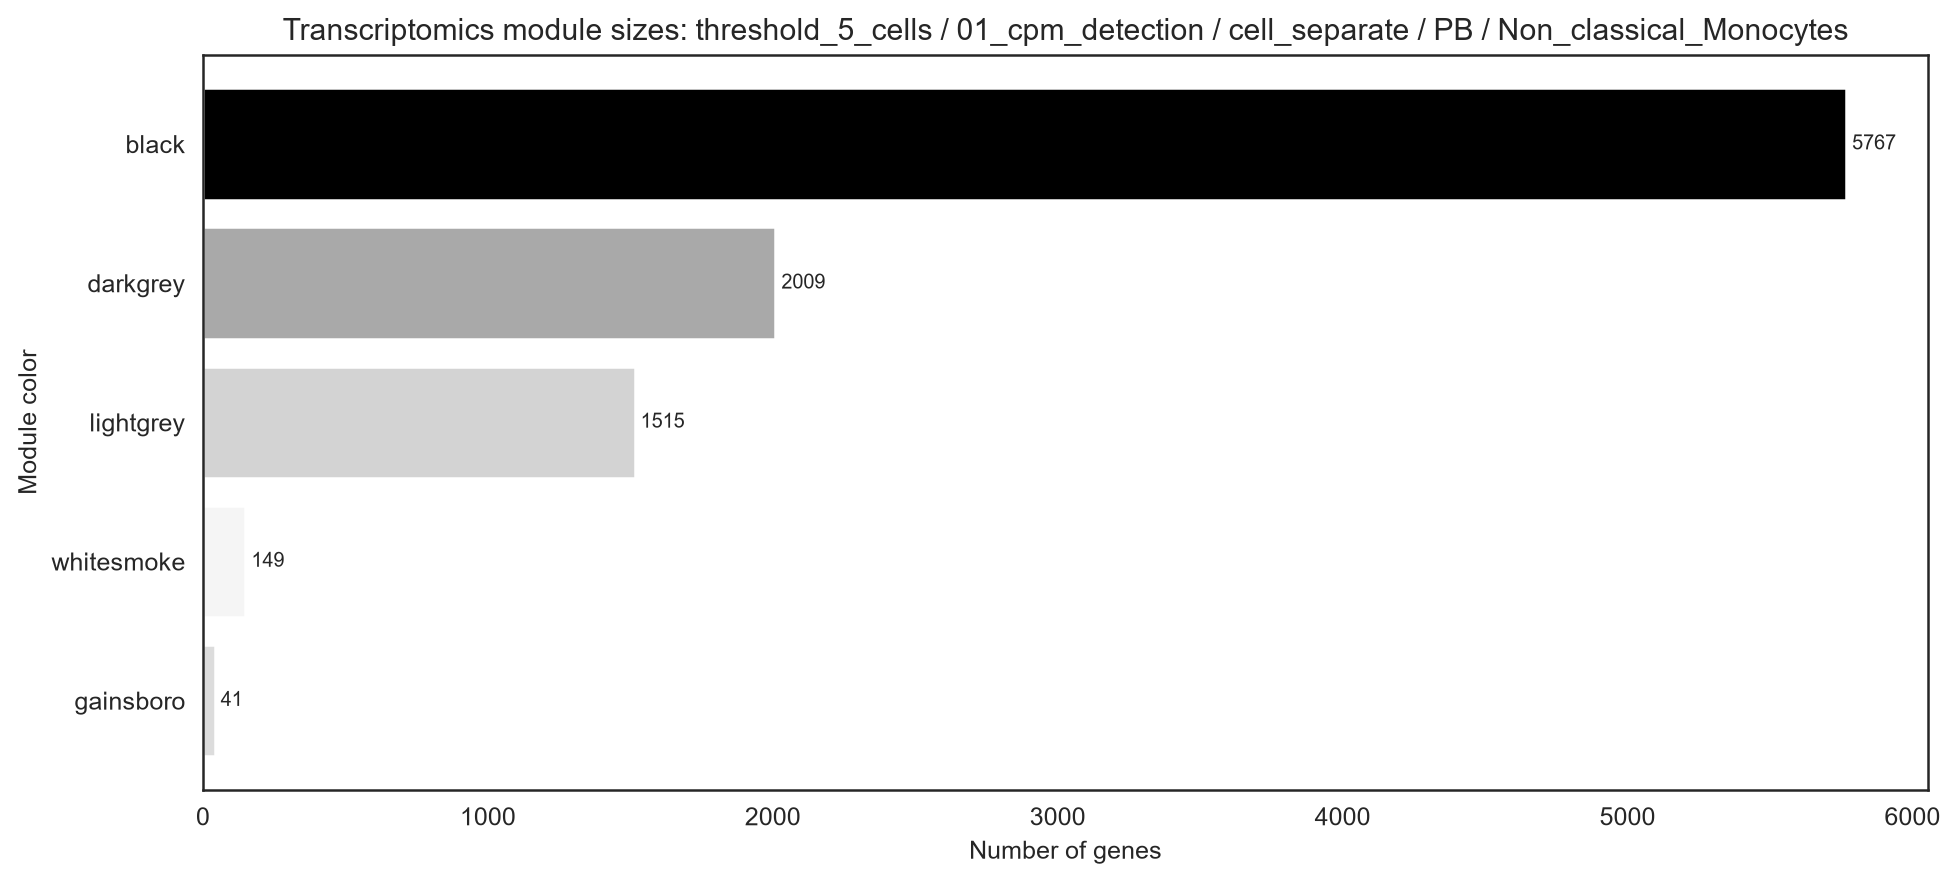 Transcriptomics module sizes: threshold_5_cells / 01_cpm_detection / cell_separate / PB / Non_classical_Monocytes
Module color
black
5767
darkgrey
2009
lightgrey
1515
whitesmoke
149
gainsboro
41
0 1000 2000 3000 4000 5000 6000
Number of genes